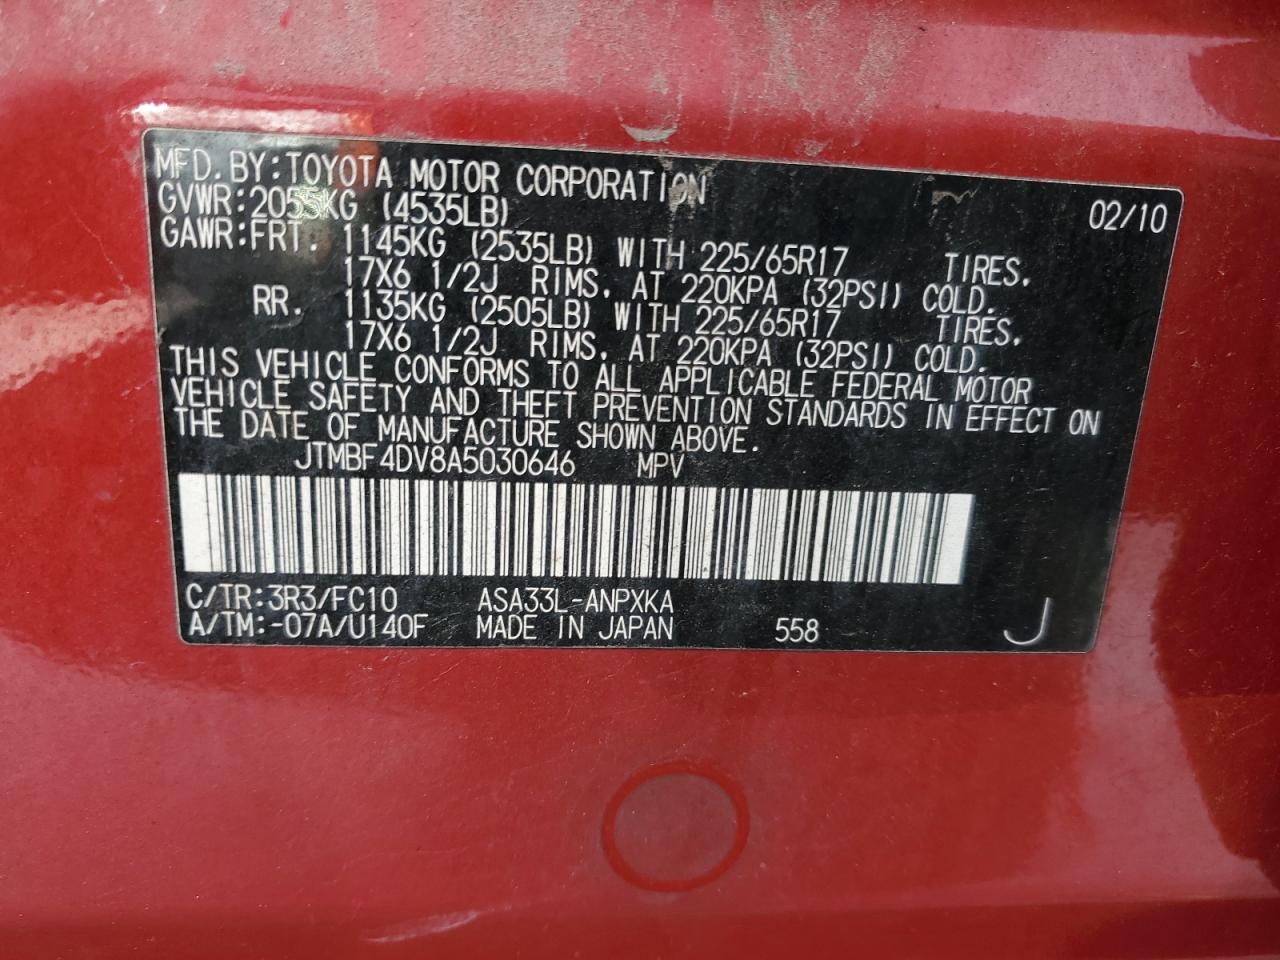 MFD. BY: TOYOTA MOTOR CORPORATION 02/10
GVWR: 2055KG (4535LB)
GAWR: FRT. 1145KG (2535LB) WITH 225/65R17 TIRES.
17X6 1/2J RIMS, AT 220KPA (32PSI) COLD.
RR. 1135KG (2505LB) WITH 225/65R17 TIRES,
17X6 1/2J RIMS, AT 220KPA (32PSI) COLD.
THIS VEHICLE CONFORMS TO ALL APPLICABLE FEDERAL MOTOR
VEHICLE SAFETY AND THEFT PREVENTION STANDARDS IN EFFECT ON
THE DATE OF MANUFACTURE SHOWN ABOVE.
JTMBF4DV8A5030646 MPV
C/TR: 3R3/FC10 ASA33L-ANPXKA
A/TM: -07A/U140F MADE IN JAPAN 558 J